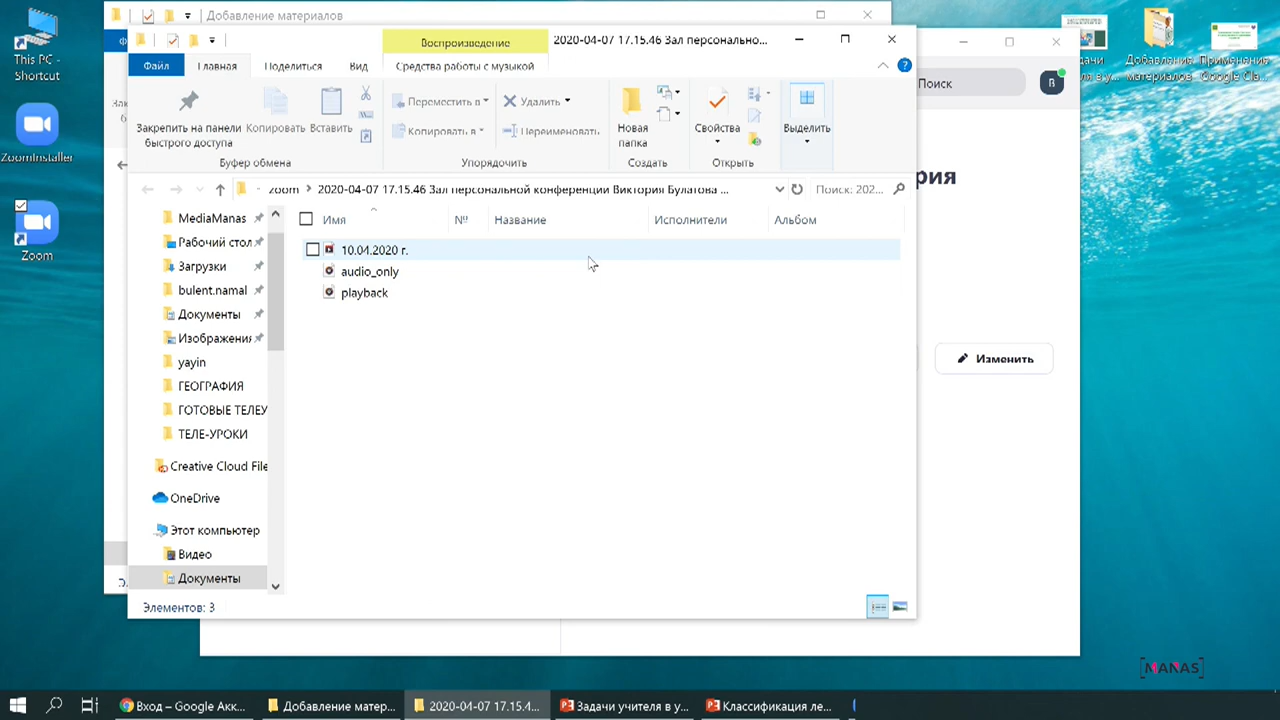 This PC - Shortcut
ZoomInstaller
Zoom
Добавление материалов
Воспроизведение
2020-04-07 17.15.46 Зал персонально...
Файл Главная Поделиться Вид Средства работы с музыкой
Закрепить на панели быстрого доступа
Копировать
Вставить
Переместить в
Копировать в
Удалить
Переименовать
Новая папка
Свойства
Выделить
Буфер обмена Упорядочить Создать Открыть
zoom 2020-04-07 17.15.46 Зал персональной конференции Виктория Булатова ...
Поиск: 202...
Имя № Название Исполнители Альбом
10.04.2020 г.
audio_only
playback
MediaManas
Рабочий стол
Загрузки
bulent.namal
Документы
Изображения
yayin
ГЕОГРАФИЯ
ГОТОВЫЕ ТЕЛЕУ
ТЕЛЕ-УРОКИ
Creative Cloud File
OneDrive
Этот компьютер
Видео
Документы
Элементов: 3
Поиск
В
рия
Изменить
Добавление материалов -
Применение Google Cla...
MANAS
Вход – Google Акк...
Добавление матер...
2020-04-07 17.15.4...
Задачи учителя в у...
Классификация ле...